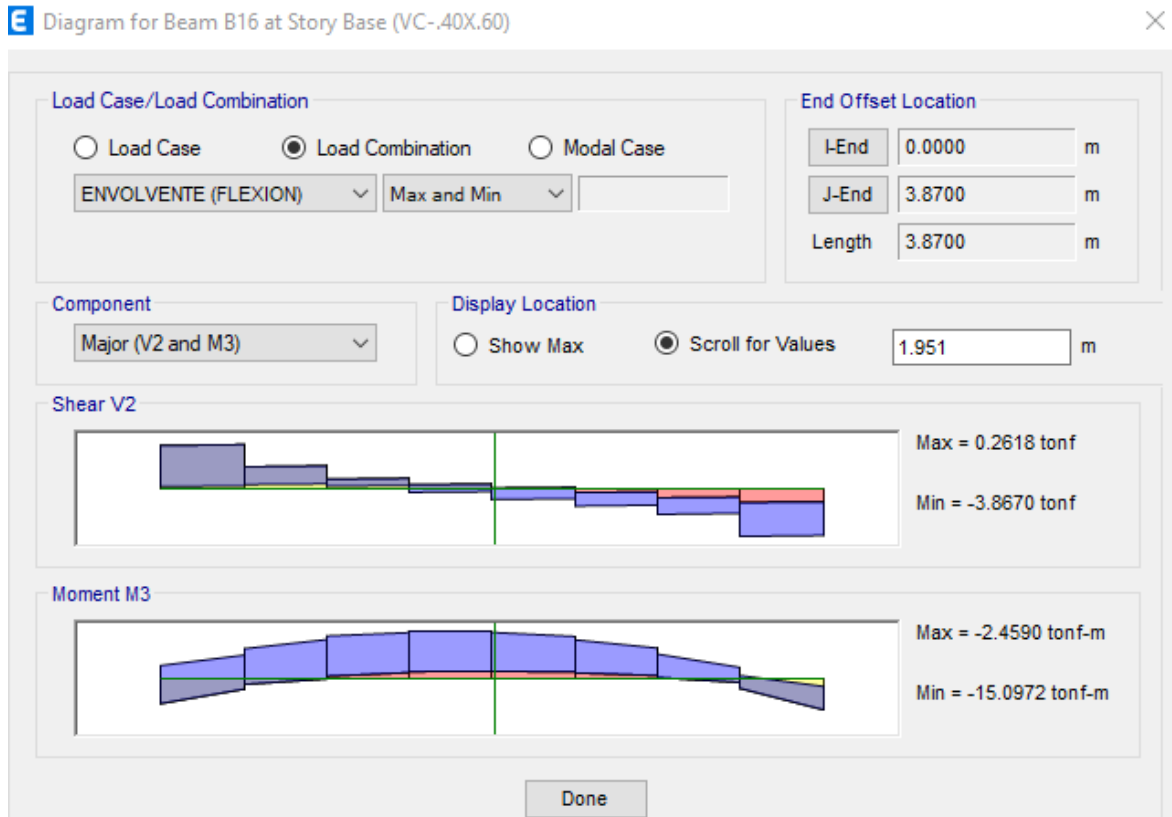 E Diagram for Beam B16 at Story Base (VC-.40X.60)
Load Case/Load Combination
Load Case Load Combination Modal Case
ENVOLVENTE (FLEXION) Max and Min
End Offset Location
I-End 0.0000 m
J-End 3.8700 m
Length 3.8700 m
Component
Major (V2 and M3)
Display Location
Show Max Scroll for Values 1.951 m
Shear V2
Max = 0.2618 tonf
Min = -3.8670 tonf
Moment M3
Max = -2.4590 tonf-m
Min = -15.0972 tonf-m
Done